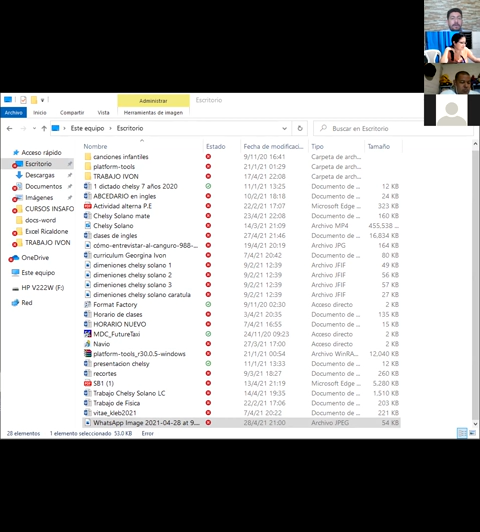 Administrar
Escritorio
Archivo Inicio Compartir Vista Herramientas de imagen
Este equipo > Escritorio
Buscar en Escritorio
Nombre Estado Fecha de modificac... Tipo Tamaño
Acceso rápido
Escritorio
Descargas
Documentos
Imágenes
CURSOS INSAFO
docs-word
Excel Ricaldone
TRABAJO IVON
OneDrive
Este equipo
HP V222W (F:)
Red
canciones infantiles 9/11/20 16:41 Carpeta de arch...
platform-tools 21/1/21 01:29 Carpeta de arch...
TRABAJO IVON 17/4/21 22:08 Carpeta de arch...
1 dictado chelsy 7 años 2020 11/1/21 13:25 Documento de ... 12 KB
ABCEDARIO en ingles 10/2/21 18:18 Documento de ... 24 KB
Actividad alterna P.E 22/2/21 17:07 Microsoft Edge ... 323 KB
Chelsy Solano mate 23/4/21 22:08 Documento de ... 160 KB
Chelsy Solano 14/3/21 21:09 Archivo MP4 455,538 ...
clases de ingles 27/4/21 21:46 Documento de ... 16,834 KB
cómo-entrevistar-al-canguro-988-... 19/4/21 20:19 Archivo JPG 164 KB
curriculum Georgina Ivon 7/4/21 20:42 Documento de ... 80 KB
dimeniones chelsy solano 1 9/2/21 12:39 Archivo JFIF 49 KB
dimeniones chelsy solano 2 9/2/21 12:39 Archivo JFIF 56 KB
dimeniones chelsy solano 3 9/2/21 12:39 Archivo JFIF 57 KB
dimeniones chelsy solano caratula 9/2/21 12:39 Archivo JFIF 27 KB
Format Factory 9/11/20 02:30 Acceso directo 2 KB
Horario de clases 3/4/21 20:35 Documento de ... 135 KB
HORARIO NUEVO 7/4/21 16:55 Documento de ... 15 KB
MDC_FutureTaxi 24/11/20 09:23 Acceso directo 2 KB
Navio 27/3/21 17:00 Acceso directo 2 KB
platform-tools_r30.0.5-windows 21/1/21 00:54 Archivo WinRA... 12,040 KB
presentacion chelsy 11/1/21 13:33 Documento de ... 12 KB
recortes 9/3/21 18:27 Documento de ... 260 KB
SB1 (1) 13/4/21 21:19 Microsoft Edge ... 5,280 KB
Trabajo Chelsy Solano LC 14/4/21 19:35 Documento de ... 1,510 KB
Trabajo de Fisica 22/2/21 17:06 Documento de ... 203 KB
vitae_kleb2021 7/4/21 20:22 Documento de ... 221 KB
WhatsApp Image 2021-04-28 at 9.... 28/4/21 21:00 Archivo JPEG 54 KB
28 elementos 1 elemento seleccionado 53.0 KB Error